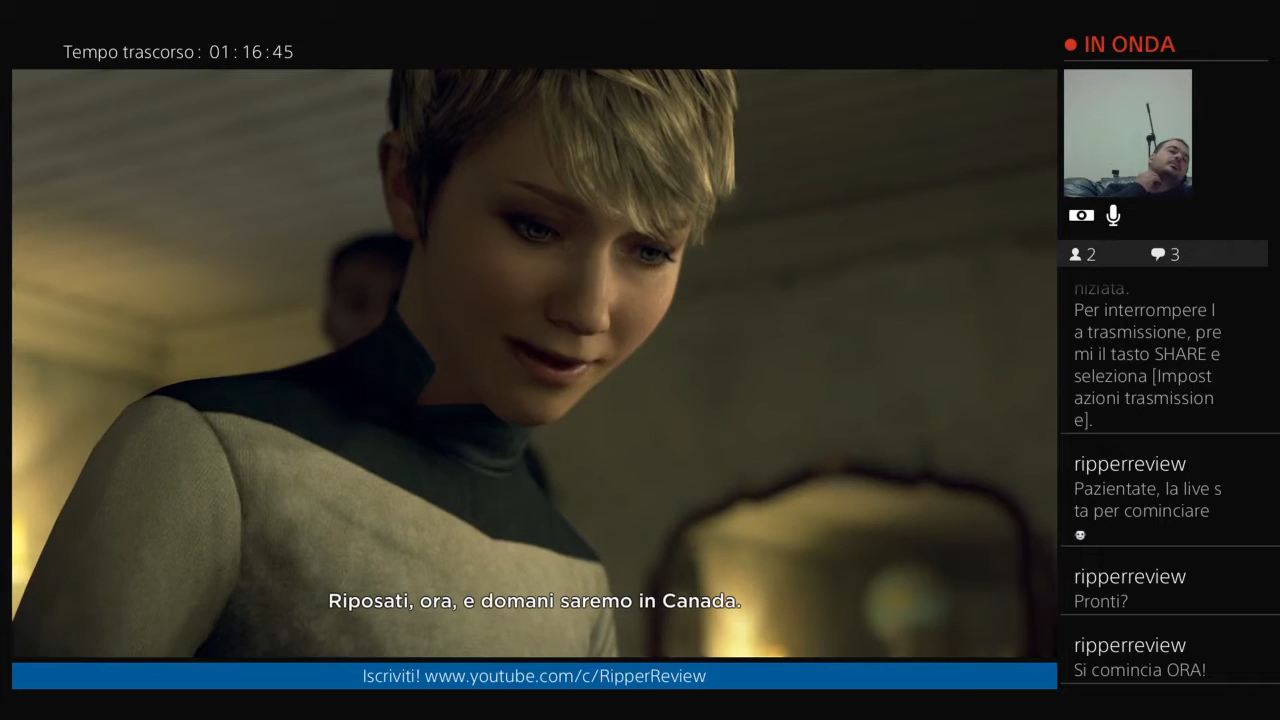 Tempo trascorso: 01:16:45
IN ONDA
2 3
niziata.
Per interrompere l
a trasmissione, pre
mi il tasto SHARE e
seleziona [Impost
azioni trasmission
e].
ripperreview
Pazientate, la live s
ta per cominciare
ripperreview
Pronti?
ripperreview
Si comincia ORA!
Riposati, ora, e domani saremo in Canada.
Iscriviti! www.youtube.com/c/RipperReview